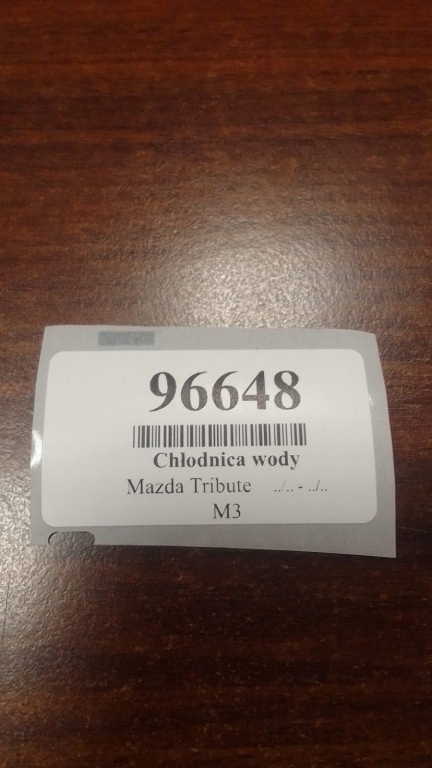 96648
Chłodnica wody
Mazda Tribute ../.. - ../..
M3